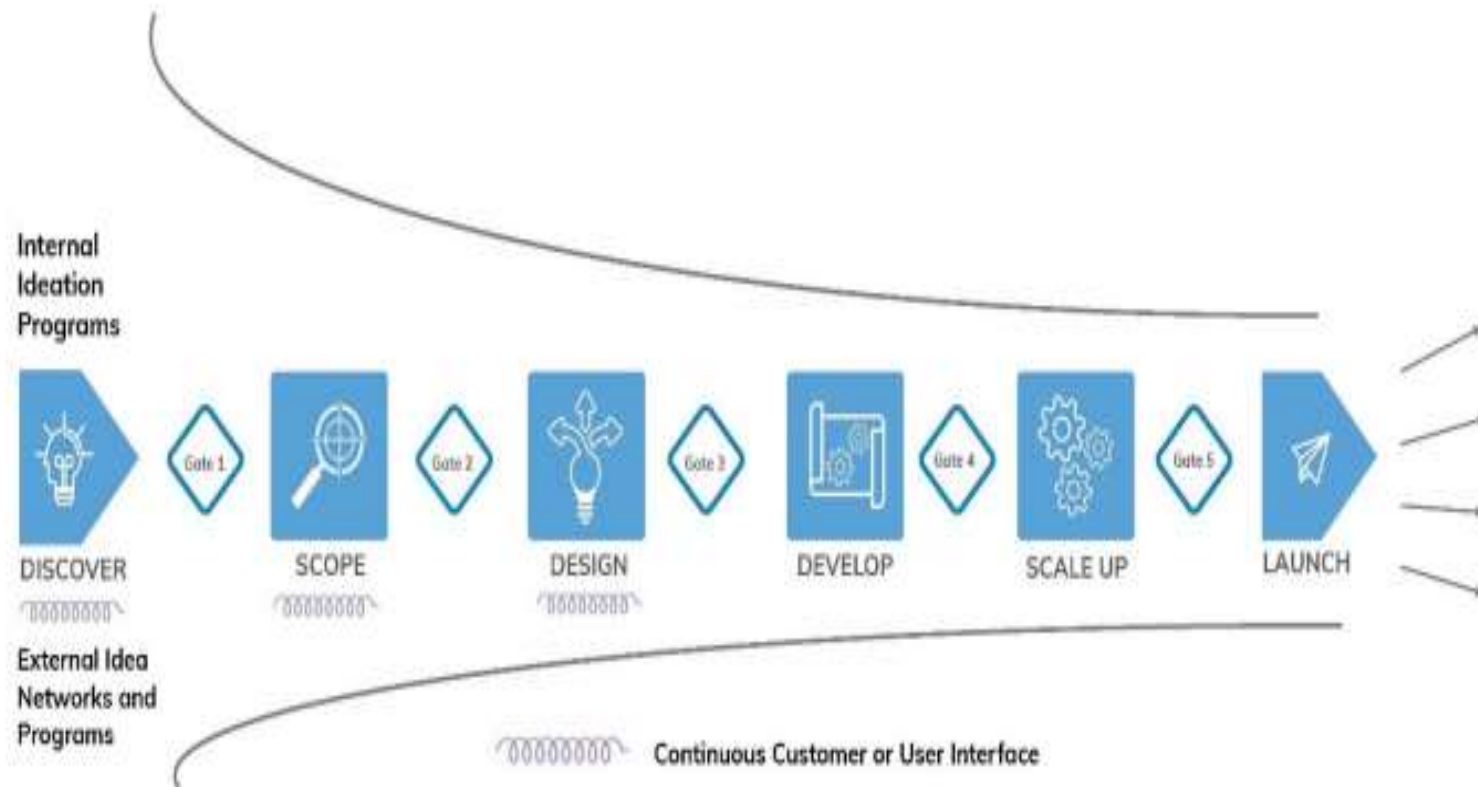 Internal
Ideation
Programs
Gate 1
Gate 2
Gate 3
Gate 4
Gate 5
DISCOVER
SCOPE
DESIGN
DEVELOP
SCALE UP
LAUNCH
External Idea
Networks and
Programs
Continuous Customer or User Interface